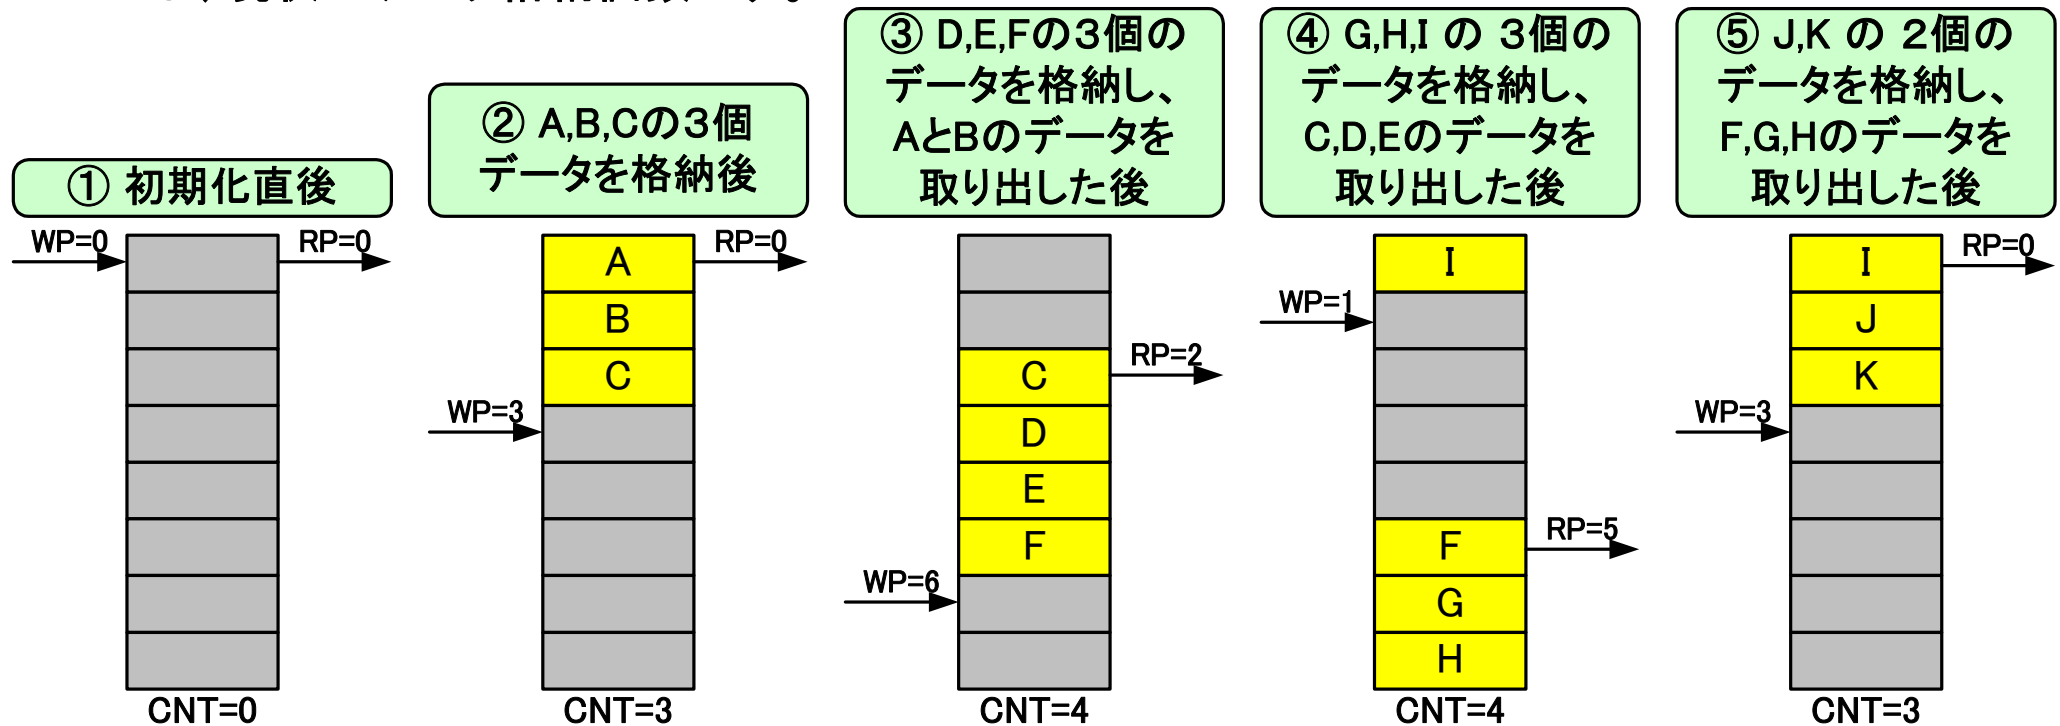 ① 初期化直後
WP=0
RP=0
CNT=0
② A,B,Cの3個
データを格納後
RP=0
A
B
C
WP=3
CNT=3
③ D,E,Fの3個の
データを格納し、
AとBのデータを
取り出した後
C
RP=2
D
E
F
WP=6
CNT=4
④ G,H,I の 3個の
データを格納し、
C,D,Eのデータを
取り出した後
I
WP=1
F
RP=5
G
H
CNT=4
⑤ J,K の 2個の
データを格納し、
F,G,Hのデータを
取り出した後
I
RP=0
J
K
WP=3
CNT=3